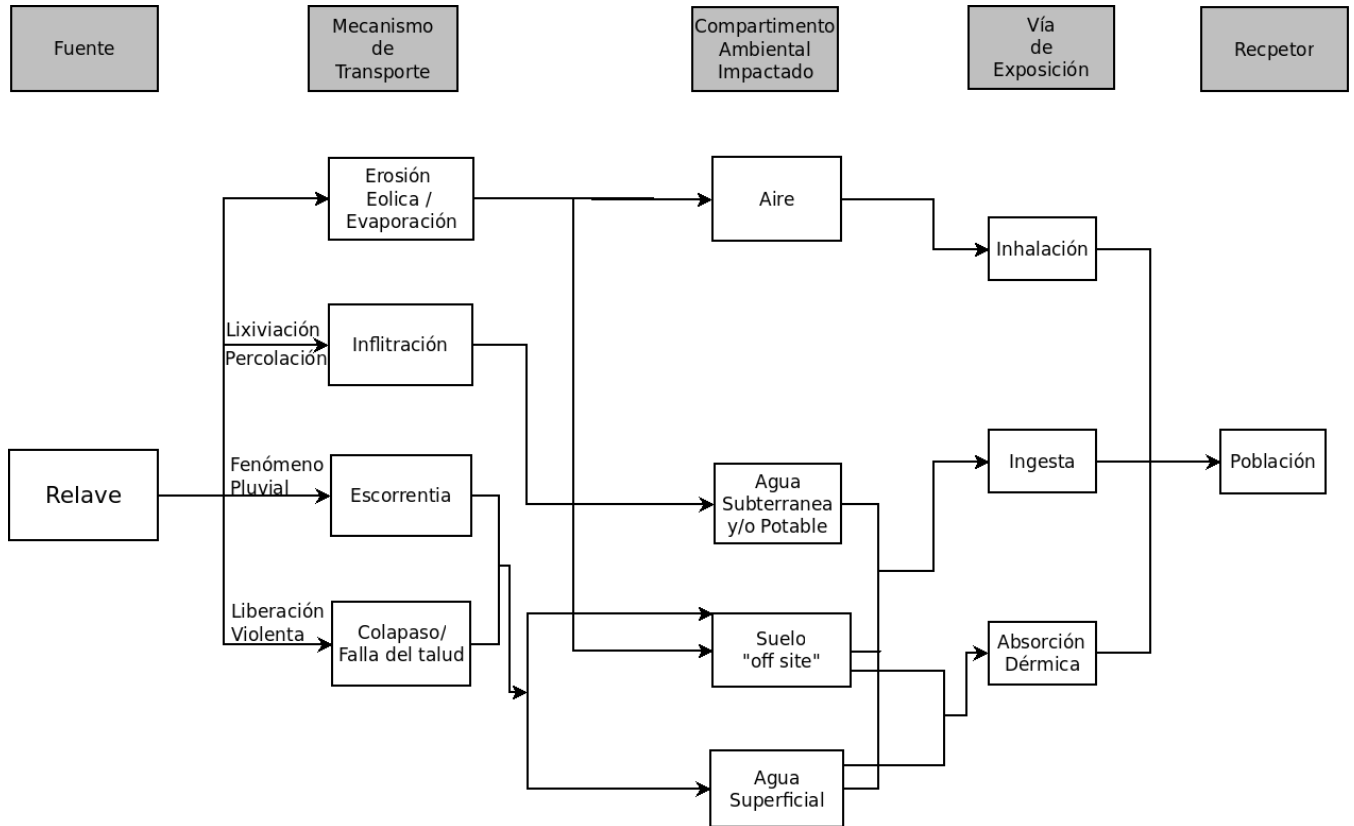 Fuente
Mecanismo
de
Transporte
Compartimento
Ambiental
Impactado
Vía
de
Exposición
Recpetor
Erosión
Eolica /
Evaporación
Aire
Inhalación
Lixiviación
Percolación
Inflitración
Relave
Fenómeno
Pluvial
Escorrentia
Agua
Subterranea
y/o Potable
Ingesta
Población
Liberación
Violenta
Colapaso/
Falla del talud
Suelo
"off site"
Absorción
Dérmica
Agua
Superficial